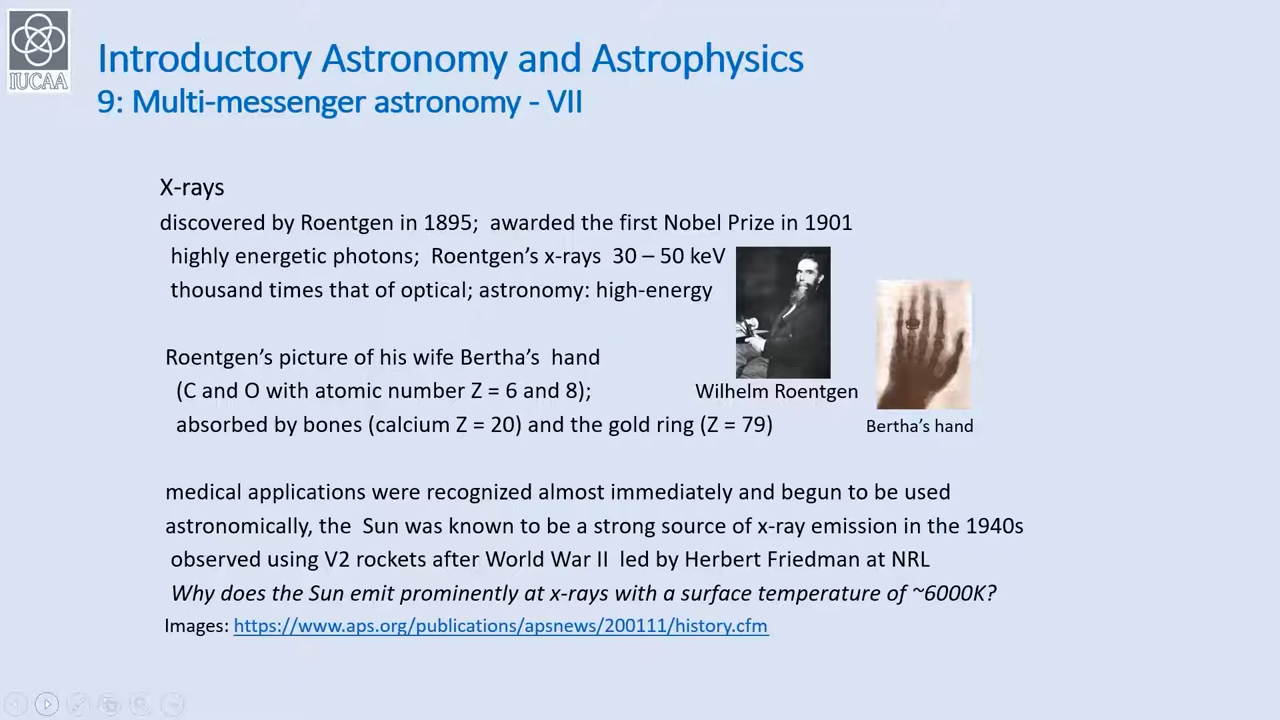 IUCAA
Introductory Astronomy and Astrophysics
9: Multi-messenger astronomy - VII
X-rays
discovered by Roentgen in 1895; awarded the first Nobel Prize in 1901
highly energetic photons; Roentgen's x-rays 30 – 50 keV
thousand times that of optical; astronomy: high-energy
Roentgen's picture of his wife Bertha's hand
(C and O with atomic number Z = 6 and 8);
Wilhelm Roentgen
absorbed by bones (calcium Z = 20) and the gold ring (Z = 79)
Bertha's hand
medical applications were recognized almost immediately and begun to be used
astronomically, the Sun was known to be a strong source of x-ray emission in the 1940s
observed using V2 rockets after World War II led by Herbert Friedman at NRL
Why does the Sun emit prominently at x-rays with a surface temperature of ~6000K?
Images: https://www.aps.org/publications/apsnews/200111/history.cfm